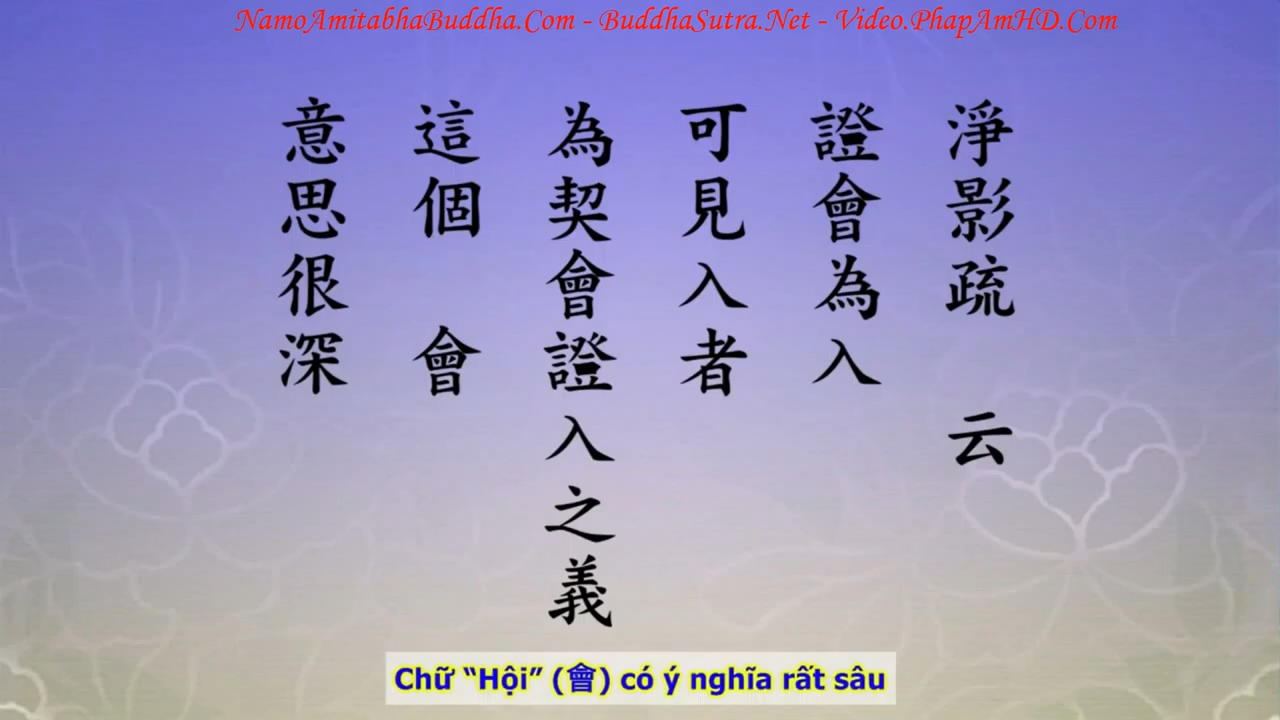 NamoAmitabhaBuddha.Com - BuddhaSutra.Net - Video.PhapAmHD.Com
淨影疏 云
證會為入
可見入者
為契會證入之義
這個 會
意思很深
Chữ “Hội” (會) có ý nghĩa rất sâu